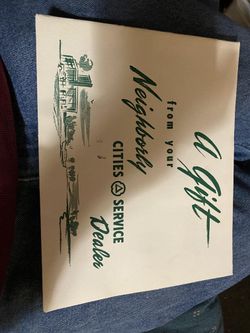 A Gift
from your
Neighborly
CITIES SERVICE
Dealer